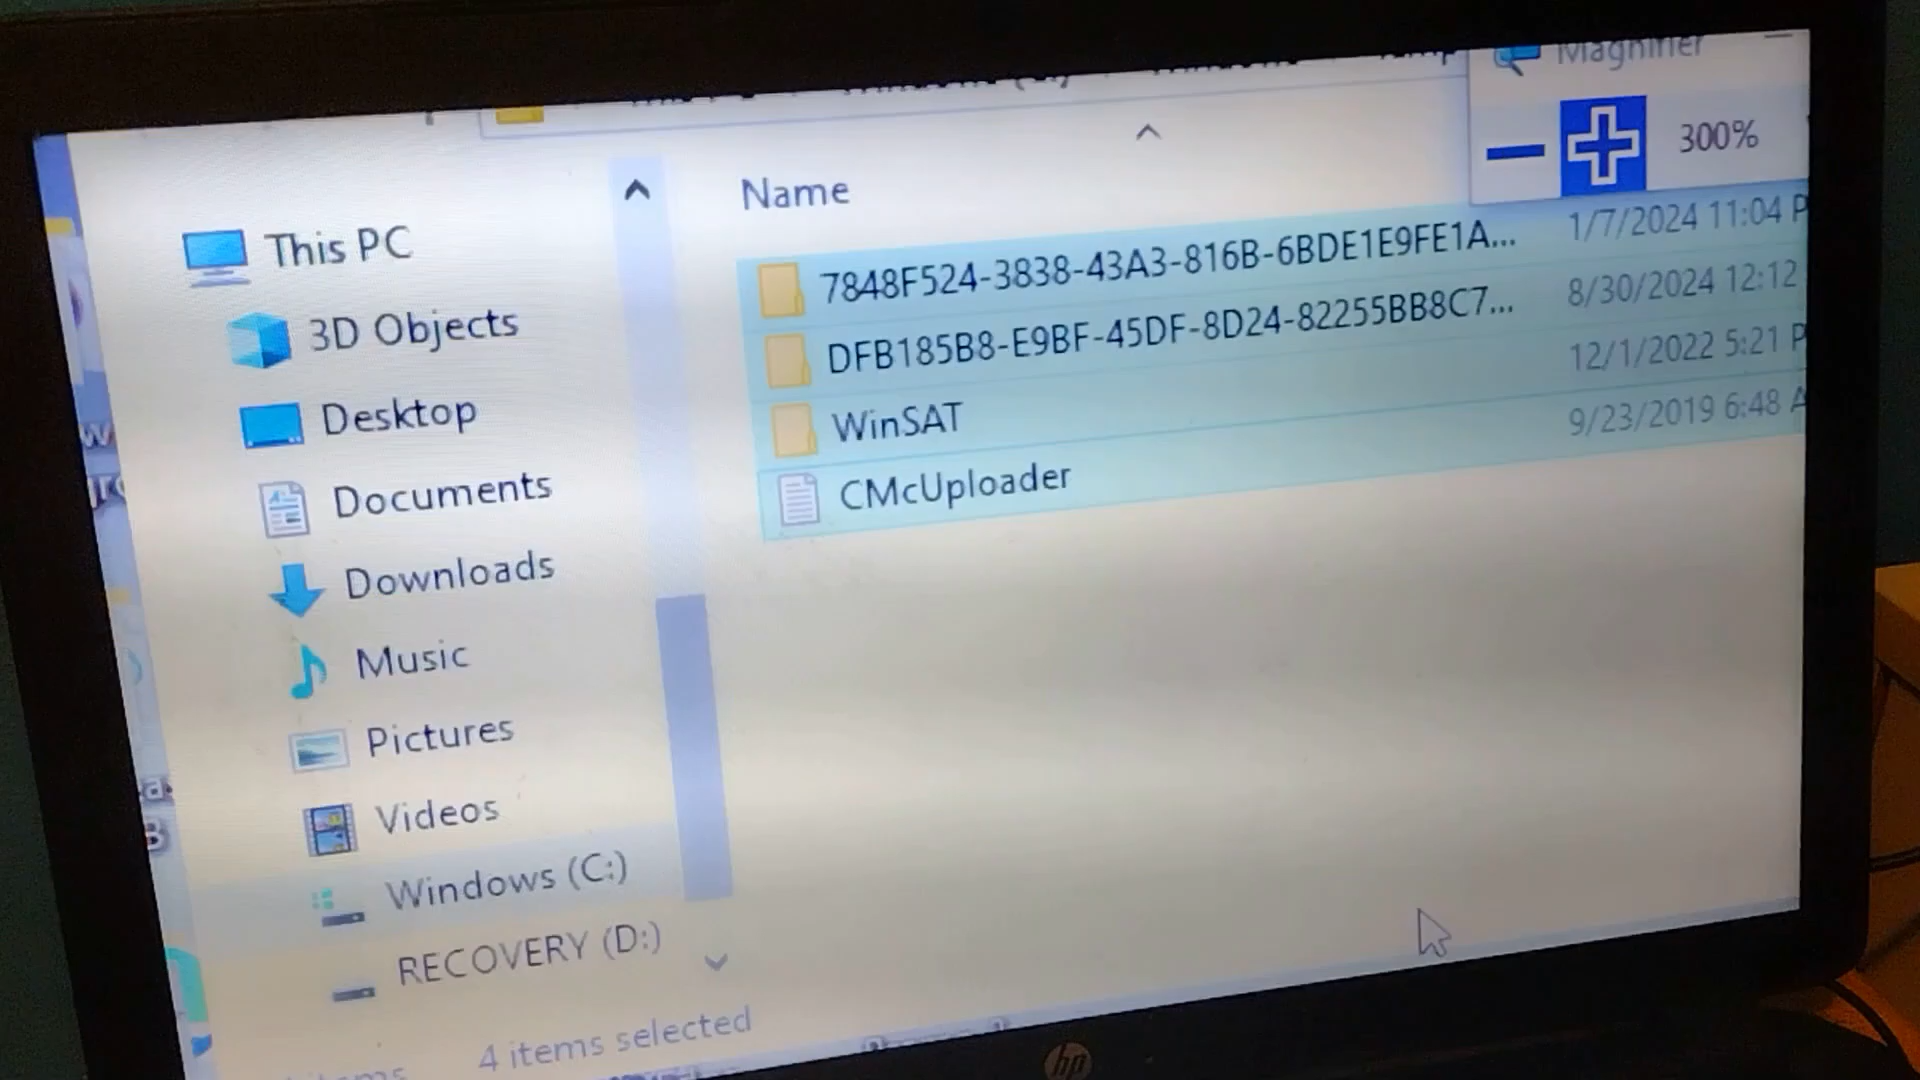 Magnifier
300%
Name
This PC
3D Objects
Desktop
Documents
Downloads
Music
Pictures
Videos
Windows (C:)
RECOVERY (D:)
7848F524-3838-43A3-816B-6BDE1E9FE1A... 1/7/2024 11:04 P
DFB185B8-E9BF-45DF-8D24-82255BB8C7... 8/30/2024 12:12
WinSAT 12/1/2022 5:21 P
CMcUploader 9/23/2019 6:48 A
4 items selected
hp